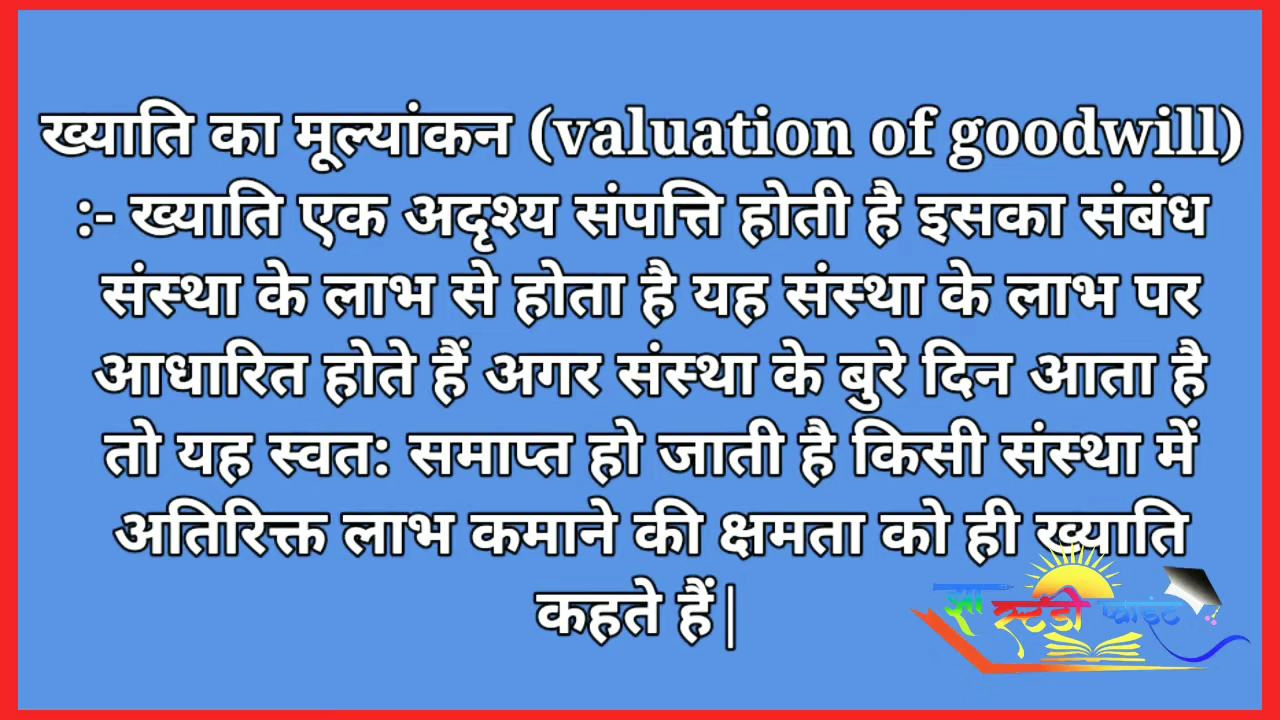 ख्याति का मूल्यांकन (valuation of goodwill)
:- ख्याति एक अदृश्य संपत्ति होती है इसका संबंध
संस्था के लाभ से होता है यह संस्था के लाभ पर
आधारित होते हैं अगर संस्था के बुरे दिन आता है
तो यह स्वत: समाप्त हो जाती है किसी संस्था में
अतिरिक्त लाभ कमाने की क्षमता को ही ख्याति
कहते हैं|
झा स्टडी प्वाइंट